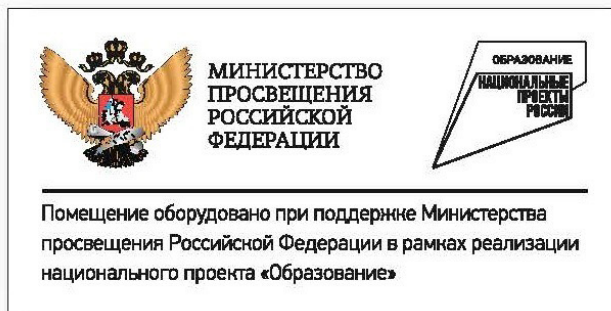 МИНИСТЕРСТВО
ПРОСВЕЩЕНИЯ
РОССИЙСКОЙ
ФЕДЕРАЦИИ
ОБРАЗОВАНИЕ
НАЦИОНАЛЬНЫЕ
ПРОЕКТЫ
РОССИИ
Помещение оборудовано при поддержке Министерства
просвещения Российской Федерации в рамках реализации
национального проекта «Образование»